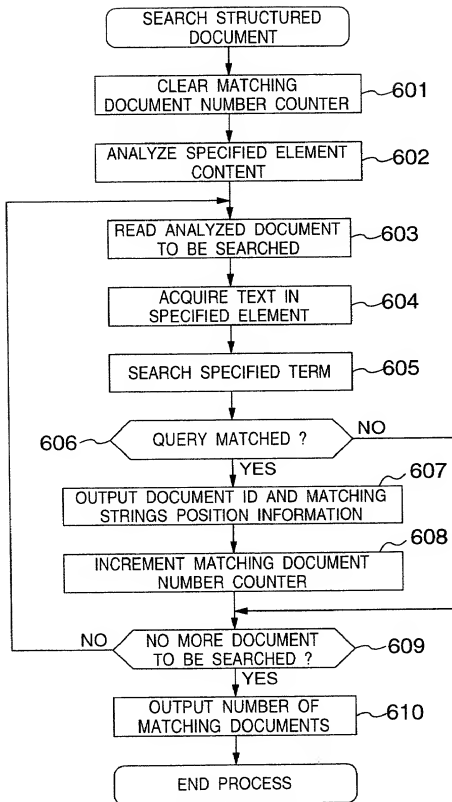 SEARCH STRUCTURED
DOCUMENT
CLEAR MATCHING
DOCUMENT NUMBER COUNTER
601
ANALYZE SPECIFIED ELEMENT
CONTENT
602
READ ANALYZED DOCUMENT
TO BE SEARCHED
603
ACQUIRE TEXT IN
SPECIFIED ELEMENT
604
SEARCH SPECIFIED TERM
605
606
QUERY MATCHED ?
NO
YES
607
OUTPUT DOCUMENT ID AND MATCHING
STRINGS POSITION INFORMATION
608
INCREMENT MATCHING DOCUMENT
NUMBER COUNTER
NO
NO MORE DOCUMENT
TO BE SEARCHED ?
609
YES
OUTPUT NUMBER OF
MATCHING DOCUMENTS
610
END PROCESS